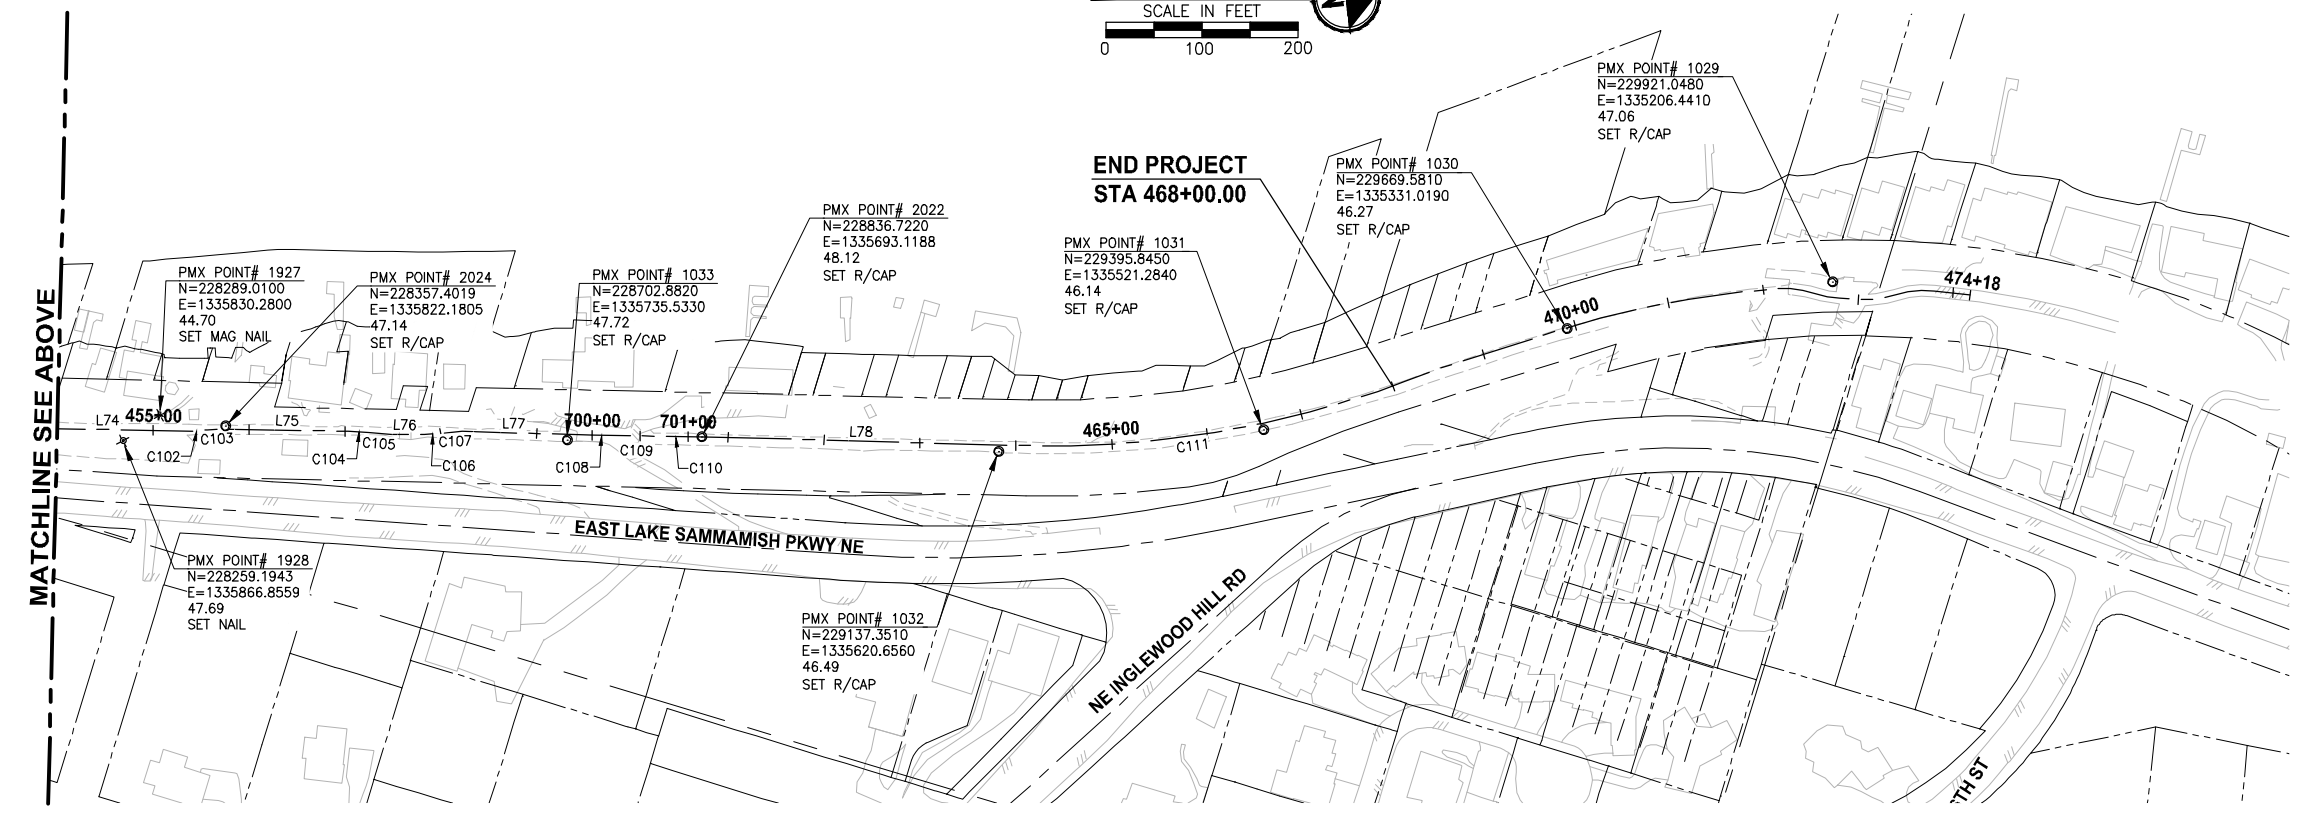 SCALE IN FEET
0 100 200
PMX POINT# 1029
N=229921.0480
E=1335206.4410
47.06
SET R/CAP
END PROJECT
STA 468+00.00
PMX POINT# 1030
N=229669.5810
E=1335331.0190
46.27
SET R/CAP
PMX POINT# 2022
N=228836.7220
E=1335693.1188
48.12
SET R/CAP
PMX POINT# 1031
N=229395.8450
E=1335521.2840
46.14
SET R/CAP
PMX POINT# 1927
N=228289.0100
E=1335830.2800
44.70
SET MAG NAIL
PMX POINT# 2024
N=228357.4019
E=1335822.1805
47.14
SET R/CAP
PMX POINT# 1033
N=228702.8820
E=1335735.5330
47.72
SET R/CAP
474+18
470+00
MATCHLINE SEE ABOVE
L74
455+00
C102
C103
L75
C104
C105
L76
C107
C106
L77
700+00
C108
C109
701+00
C110
L78
465+00
C111
EAST LAKE SAMMAMISH PKWY NE
PMX POINT# 1928
N=228259.1943
E=1335866.8559
47.69
SET NAIL
PMX POINT# 1032
N=229137.3510
E=1335620.6560
46.49
SET R/CAP
NE INGLEWOOD HILL RD
TH ST